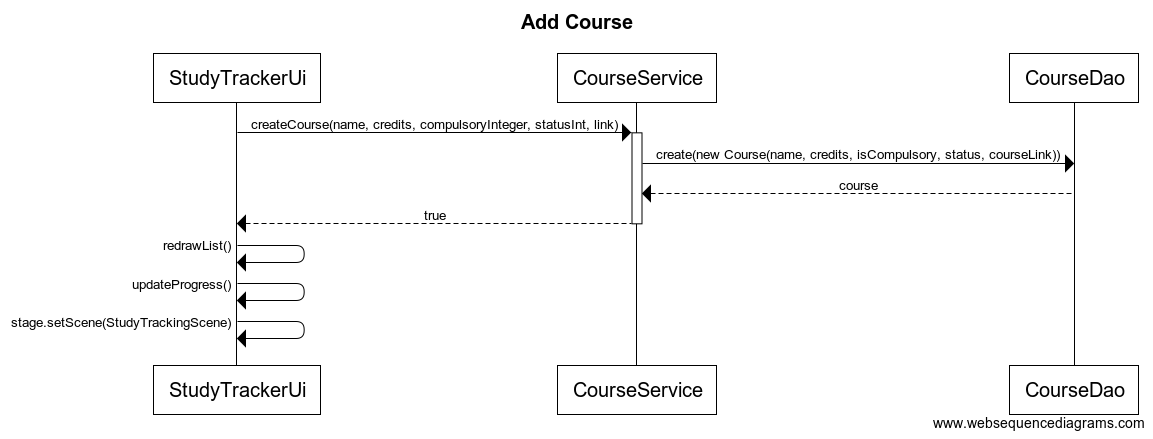 Add Course
StudyTrackerUi
CourseService
CourseDao
createCourse(name, credits, compulsoryInteger, statusInt, link)
create(new Course(name, credits, isCompulsory, status, courseLink))
course
true
redrawList()
updateProgress()
stage.setScene(StudyTrackingScene)
StudyTrackerUi
CourseService
CourseDao
www.websequencediagrams.com